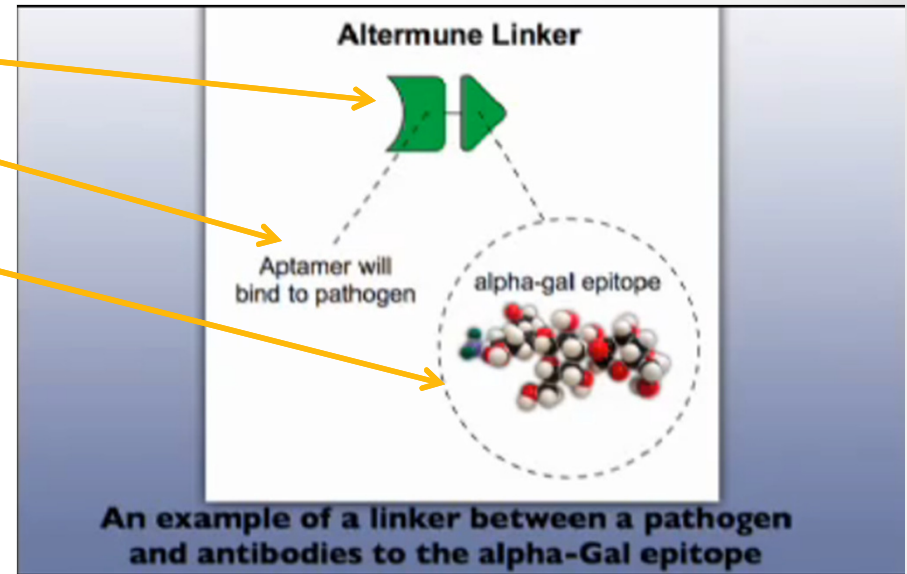 Altermune Linker
Aptamer will
bind to pathogen
alpha-gal epitope
An example of a linker between a pathogen
and antibodies to the alpha-Gal epitope